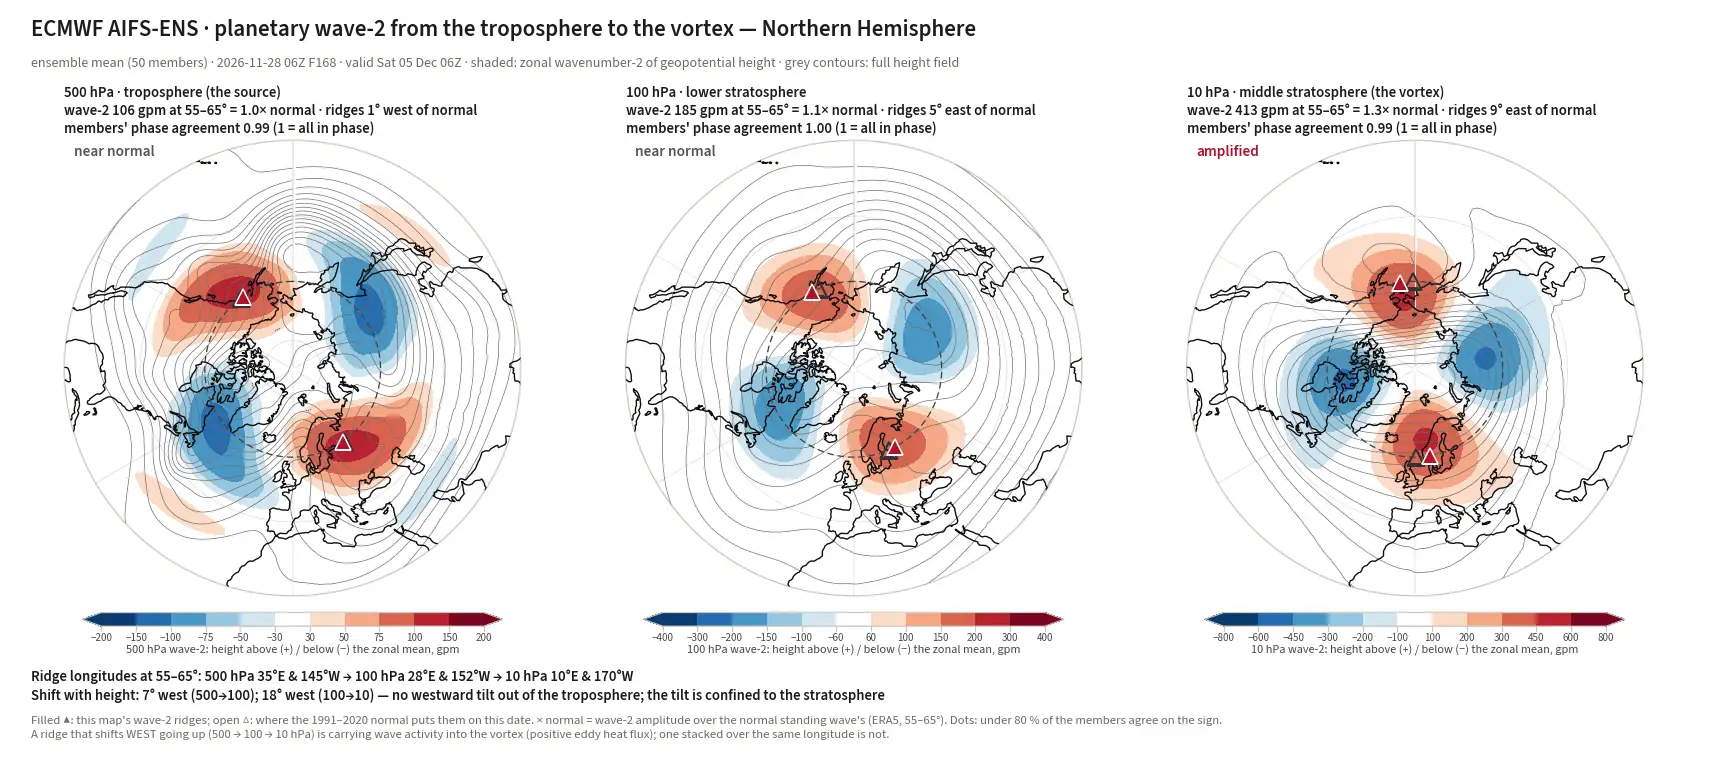 ECMWF AIFS-ENS · planetary wave-2 from the troposphere to the vortex — Northern Hemisphere
ensemble mean (50 members) · 2026-11-28 06Z F168 · valid Sat 05 Dec 06Z · shaded: zonal wavenumber-2 of geopotential height · grey contours: full height field
500 hPa · troposphere (the source)
wave-2 106 gpm at 55–65° = 1.0× normal · ridges 1° west of normal
members' phase agreement 0.99 (1 = all in phase)
near normal
100 hPa · lower stratosphere
wave-2 185 gpm at 55–65° = 1.1× normal · ridges 5° east of normal
members' phase agreement 1.00 (1 = all in phase)
near normal
10 hPa · middle stratosphere (the vortex)
wave-2 413 gpm at 55–65° = 1.3× normal · ridges 9° east of normal
members' phase agreement 0.99 (1 = all in phase)
amplified
−200 −150 −100 −75 −50 −30 30 50 75 100 150 200
500 hPa wave-2: height above (+) / below (−) the zonal mean, gpm
−400 −300 −200 −150 −100 −60 60 100 150 200 300 400
100 hPa wave-2: height above (+) / below (−) the zonal mean, gpm
−800 −600 −450 −300 −200 −100 100 200 300 450 600 800
10 hPa wave-2: height above (+) / below (−) the zonal mean, gpm
Ridge longitudes at 55–65°: 500 hPa 35°E & 145°W → 100 hPa 28°E & 152°W → 10 hPa 10°E & 170°W
Shift with height: 7° west (500→100); 18° west (100→10) — no westward tilt out of the troposphere; the tilt is confined to the stratosphere
Filled ▲: this map's wave-2 ridges; open △: where the 1991–2020 normal puts them on this date. × normal = wave-2 amplitude over the normal standing wave's (ERA5, 55–65°). Dots: under 80 % of the members agree on the sign.
A ridge that shifts WEST going up (500 → 100 → 10 hPa) is carrying wave activity into the vortex (positive eddy heat flux); one stacked over the same longitude is not.